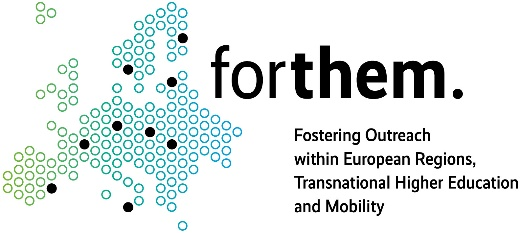 forthem.
Fostering Outreach
within European Regions,
Transnational Higher Education
and Mobility